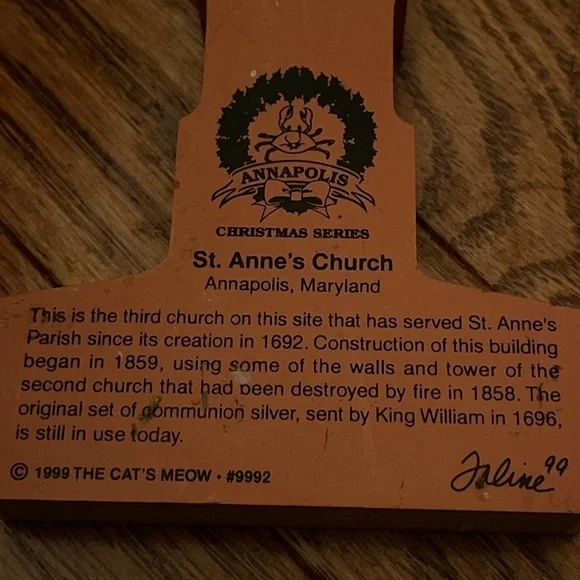 ANNAPOLIS
CHRISTMAS SERIES
St. Anne's Church
Annapolis, Maryland
This is the third church on this site that has served St. Anne's
Parish since its creation in 1692. Construction of this building
began in 1859, using some of the walls and tower of the
second church that had been destroyed by fire in 1858. The
original set of communion silver, sent by King William in 1696,
is still in use today.
© 1999 THE CAT'S MEOW • #9992
Faline 99